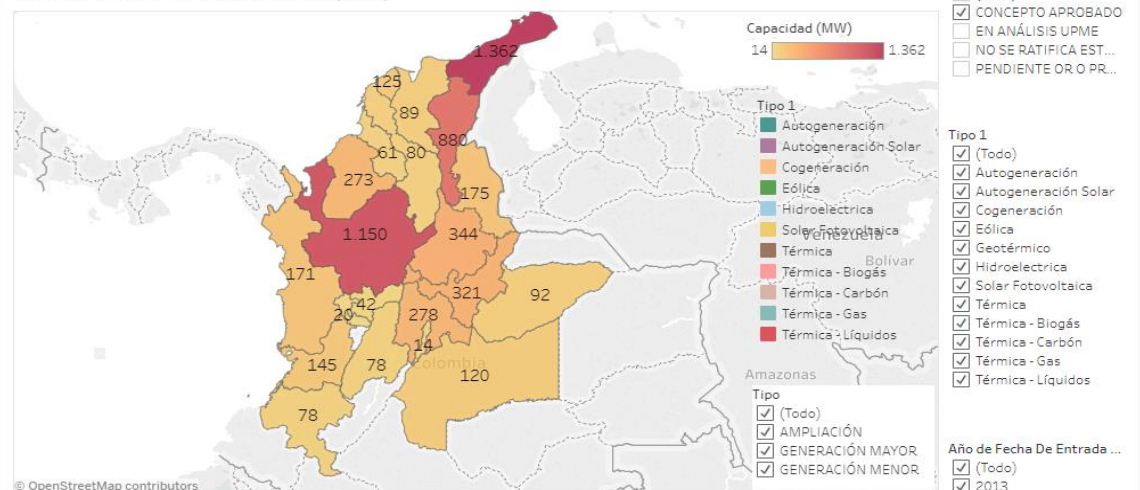 Capacidad (MW)
14
1.362
1.362
125
89
880
61
80
273
175
1.150
344
171
321
92
42
20
278
14
145
78
Colombia
120
78
Venezuela
Bolívar
Amazonas
© OpenStreetMap contributors
Tipo 1
Autogeneración
Autogeneración Solar
Cogeneración
Eólica
Hidroelectrica
Solar Fotovoltaica
Térmica
Térmica - Biogás
Térmica - Carbón
Térmica - Gas
Térmica - Líquidos
Tipo
(Todo)
AMPLIACIÓN
GENERACIÓN MAYOR
GENERACIÓN MENOR
CONCEPTO APROBADO
EN ANÁLISIS UPME
NO SE RATIFICA EST...
PENDIENTE OR O PR...
Tipo 1
(Todo)
Autogeneración
Autogeneración Solar
Cogeneración
Eólica
Geotérmico
Hidroelectrica
Solar Fotovoltaica
Térmica
Térmica - Biogás
Térmica - Carbón
Térmica - Gas
Térmica - Líquidos
Año de Fecha De Entrada ...
(Todo)
2013